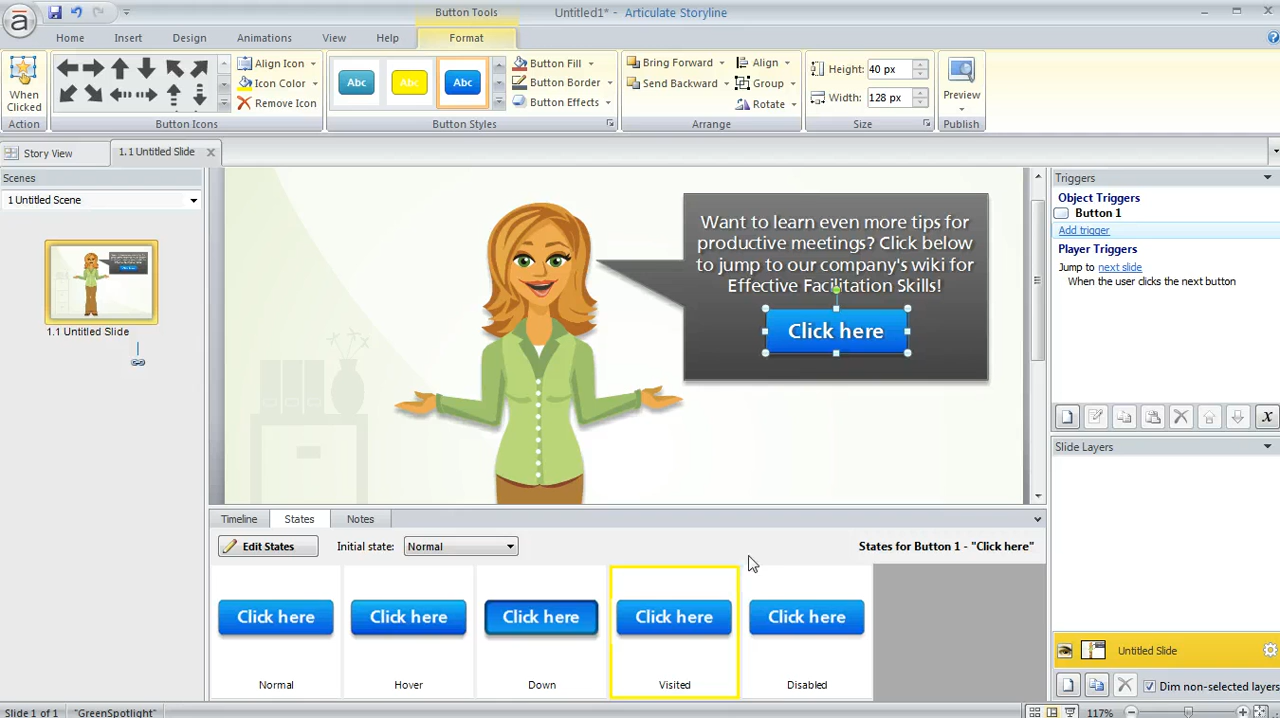 Button Tools
Untitled1* - Articulate Storyline
Home
Insert
Design
Animations
View
Help
Format
When
Clicked
Action
Align Icon
Icon Color
Remove Icon
Button Icons
Abc
Abc
Abc
Button Fill
Button Border
Button Effects
Button Styles
Bring Forward
Send Backward
Align
Group
Rotate
Arrange
Height: 40 px
Width: 128 px
Size
Preview
Publish
Story View
1.1 Untitled Slide
Scenes
1 Untitled Scene
1.1 Untitled Slide
Want to learn even more tips for
productive meetings? Click below
to jump to our company's wiki for
Effective Facilitation Skills!
Click here
Triggers
Object Triggers
Button 1
Add trigger
Player Triggers
Jump to next slide
When the user clicks the next button
x
Slide Layers
Untitled Slide
Dim non-selected layers
Timeline
States
Notes
Edit States
Initial state: Normal
States for Button 1 - "Click here"
Click here
Click here
Click here
Click here
Click here
Normal
Hover
Down
Visited
Disabled
Slide 1 of 1
"GreenSpotlight"
117%